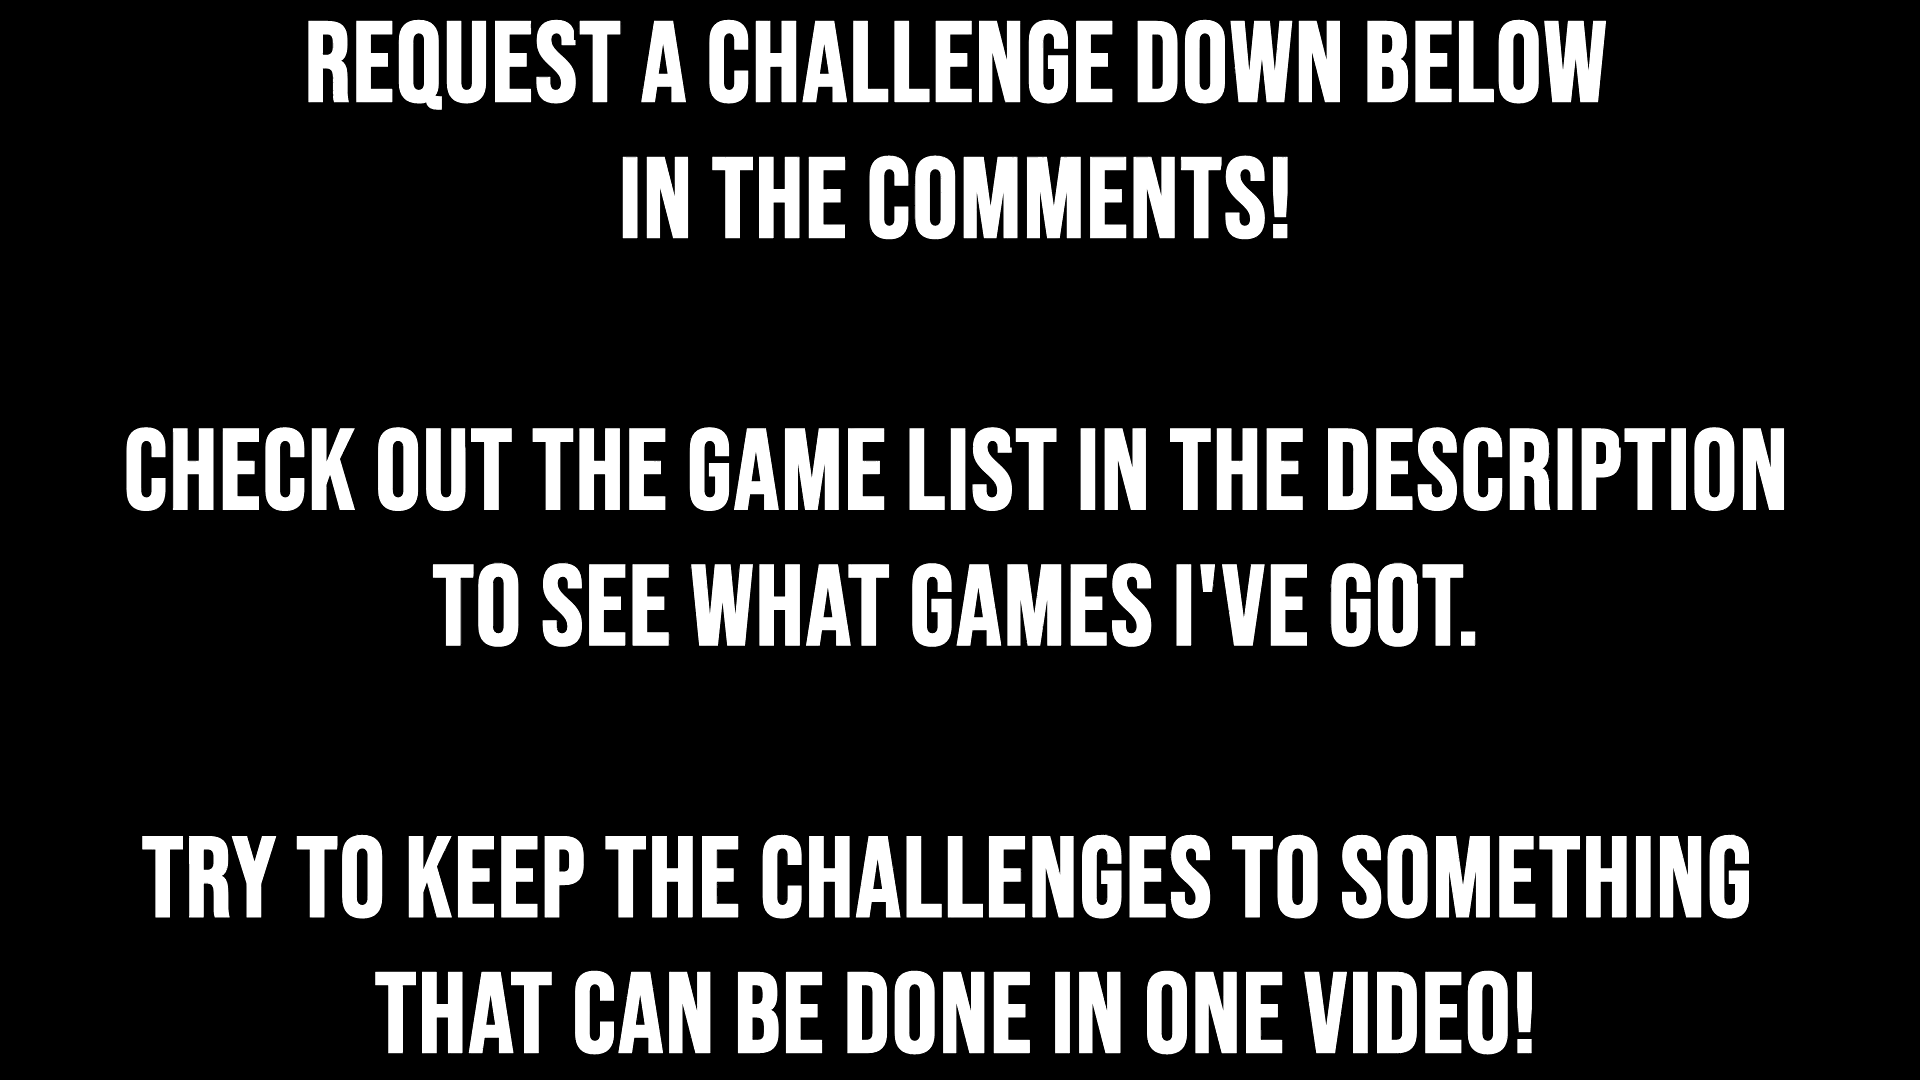 REQUEST A CHALLENGE DOWN BELOW
IN THE COMMENTS!
CHECK OUT THE GAME LIST IN THE DESCRIPTION
TO SEE WHAT GAMES I'VE GOT.
TRY TO KEEP THE CHALLENGES TO SOMETHING
THAT CAN BE DONE IN ONE VIDEO!